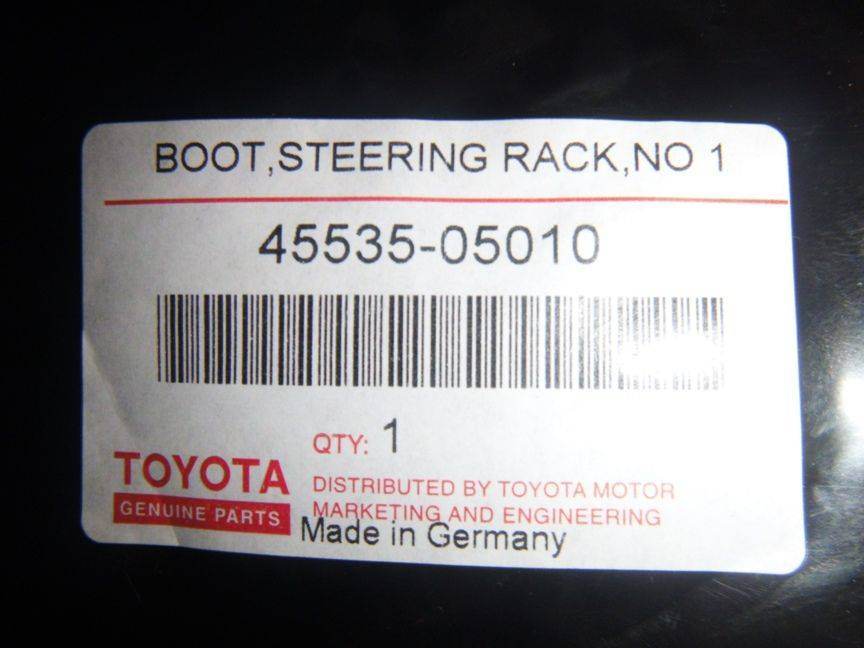 BOOT,STEERING RACK,NO 1
45535-05010
QTY: 1
TOYOTA
GENUINE PARTS
DISTRIBUTED BY TOYOTA MOTOR
MARKETING AND ENGINEERING
Made in Germany